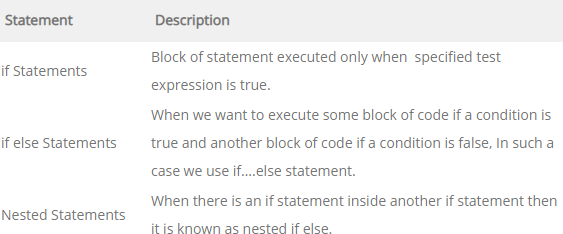 Statement Description
if Statements
Block of statement executed only when specified test
expression is true.
if else Statements
When we want to execute some block of code if a condition is
true and another block of code if a condition is false, In such a
case we use if....else statement.
Nested Statements
When there is an if statement inside another if statement then
it is known as nested if else.